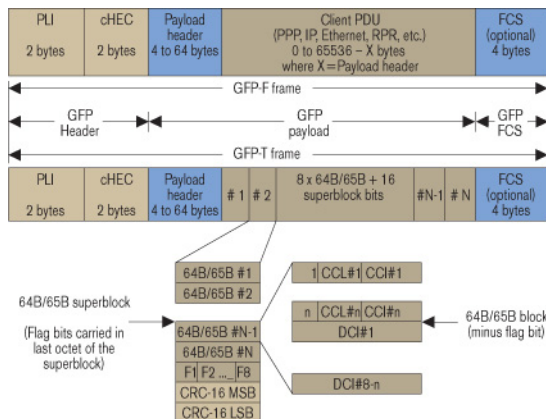 PLI
2 bytes
cHEC
2 bytes
Payload
header
4 to 64 bytes
Client PDU
(PPP, IP, Ethernet, RPR, etc.)
0 to 65536 – X bytes
where X = Payload header
FCS
(optional)
4 bytes
GFP-F frame
GFP
Header
GFP
payload
GFP
FCS
GFP-T frame
PLI
2 bytes
cHEC
2 bytes
Payload
header
4 to 64 bytes
# 1
# 2
8 x 64B/65B + 16
superblock bits
#N-1
# N
FCS
(optional)
4 bytes
64B/65B superblock
(Flag bits carried in
last octet of the
superblock)
64B/65B #1
64B/65B #2
64B/65B #N-1
64B/65B #N
F1 F2 ... F8
CRC-16 MSB
CRC-16 LSB
1 CCL#1 CCI#1
n CCL#n CCI#n
DCI#1
DCI#8-n
64B/65B block
(minus flag bit)